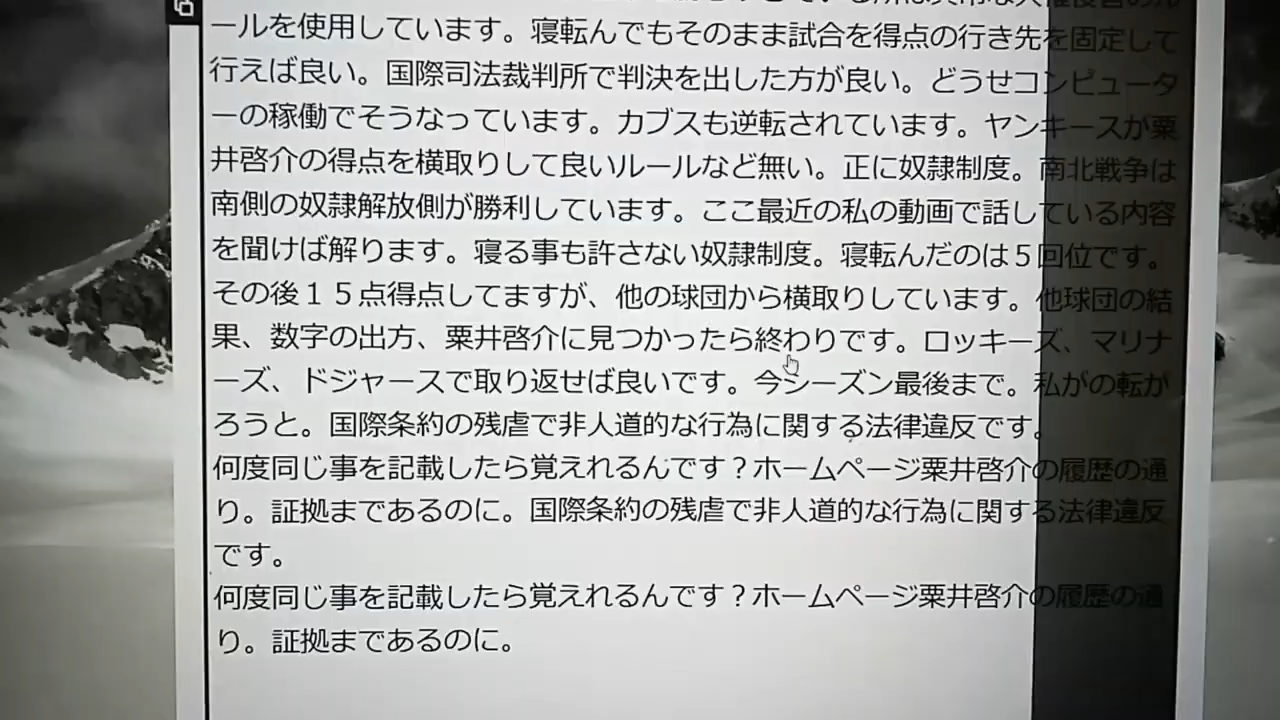 ールを使用しています。寝転んでもそのまま試合を得点の行き先を固定して
行えば良い。国際司法裁判所で判決を出した方が良い。どうせコンピュータ
ーの稼働でそうなっています。カブスも逆転されています。ヤンキースが粟
井啓介の得点を横取りして良いルールなど無い。正に奴隷制度。南北戦争は
南側の奴隷解放側が勝利しています。ここ最近の私の動画で話している内容
を聞けば解ります。寝る事も許さない奴隷制度。寝転んだのは５回位です。
その後１５点得点してますが、他の球団から横取りしています。他球団の結
果、数字の出方、粟井啓介に見つかったら終わりです。ロッキーズ、マリナ
ーズ、ドジャースで取り返せば良いです。今シーズン最後まで。私がの転が
ろうと。国際条約の残虐で非人道的な行為に関する法律違反です。
何度同じ事を記載したら覚えれるんです？ホームページ粟井啓介の履歴の通
り。証拠まであるのに。国際条約の残虐で非人道的な行為に関する法律違反
です。
何度同じ事を記載したら覚えれるんです？ホームページ粟井啓介の履歴の通
り。証拠まであるのに。